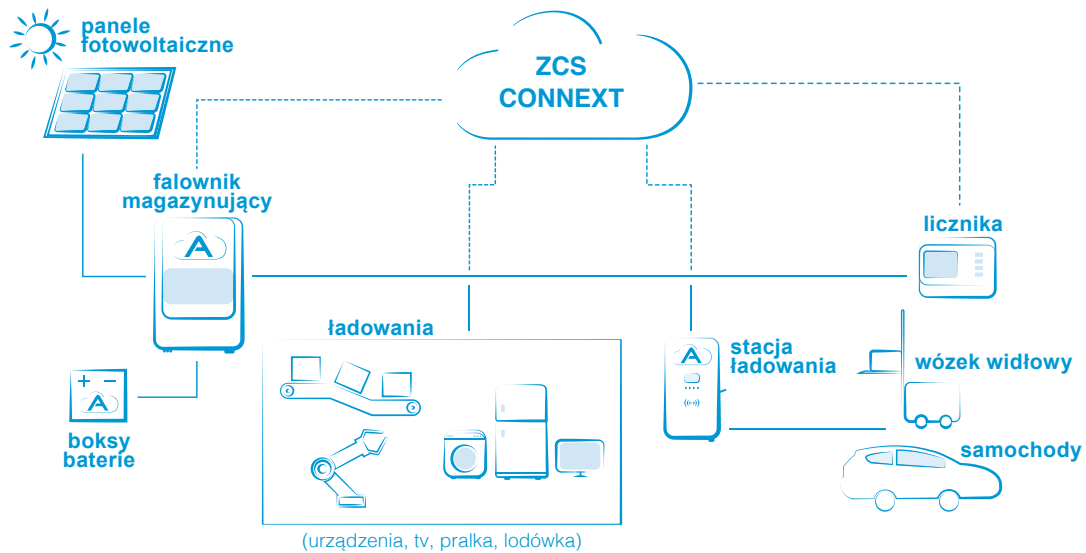 panele
fotowoltaiczne
ZCS
CONNEXT
falownik
magazynujący
licznika
ładowania
stacja
ładowania
wózek widłowy
boksy
baterie
samochody
(urządzenia, tv, pralka, lodówka)